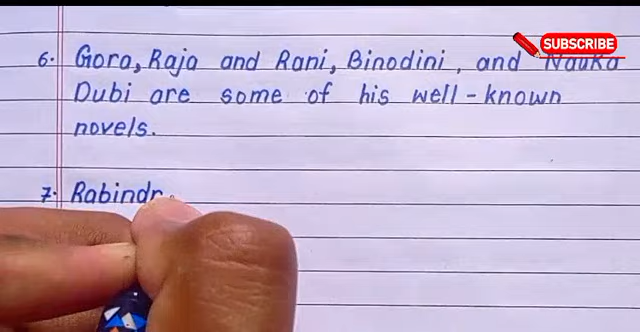 SUBSCRIBE
6. Gora, Raja and Rani, Binodini, and Nauka
Dubi are some of his well-known
novels.
7. Rabindr